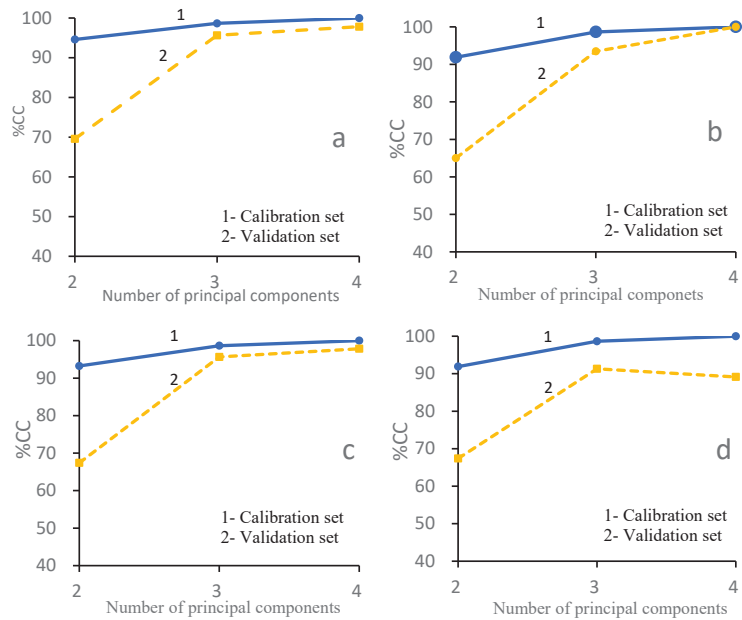 100
90
80
70
60
50
40
%CC
1
2
a
1- Calibration set
2- Validation set
2
3
4
Number of principal components
100
90
80
70
60
50
40
%CC
1
2
b
1- Calibration set
2- Validation set
2
3
4
Number of principal componets
100
90
80
70
60
50
40
%CC
1
2
c
1- Calibration set
2- Validation set
2
3
4
Number of principal components
100
90
80
70
60
50
40
%CC
1
2
d
1- Calibration set
2- Validation set
2
3
4
Number of principal components